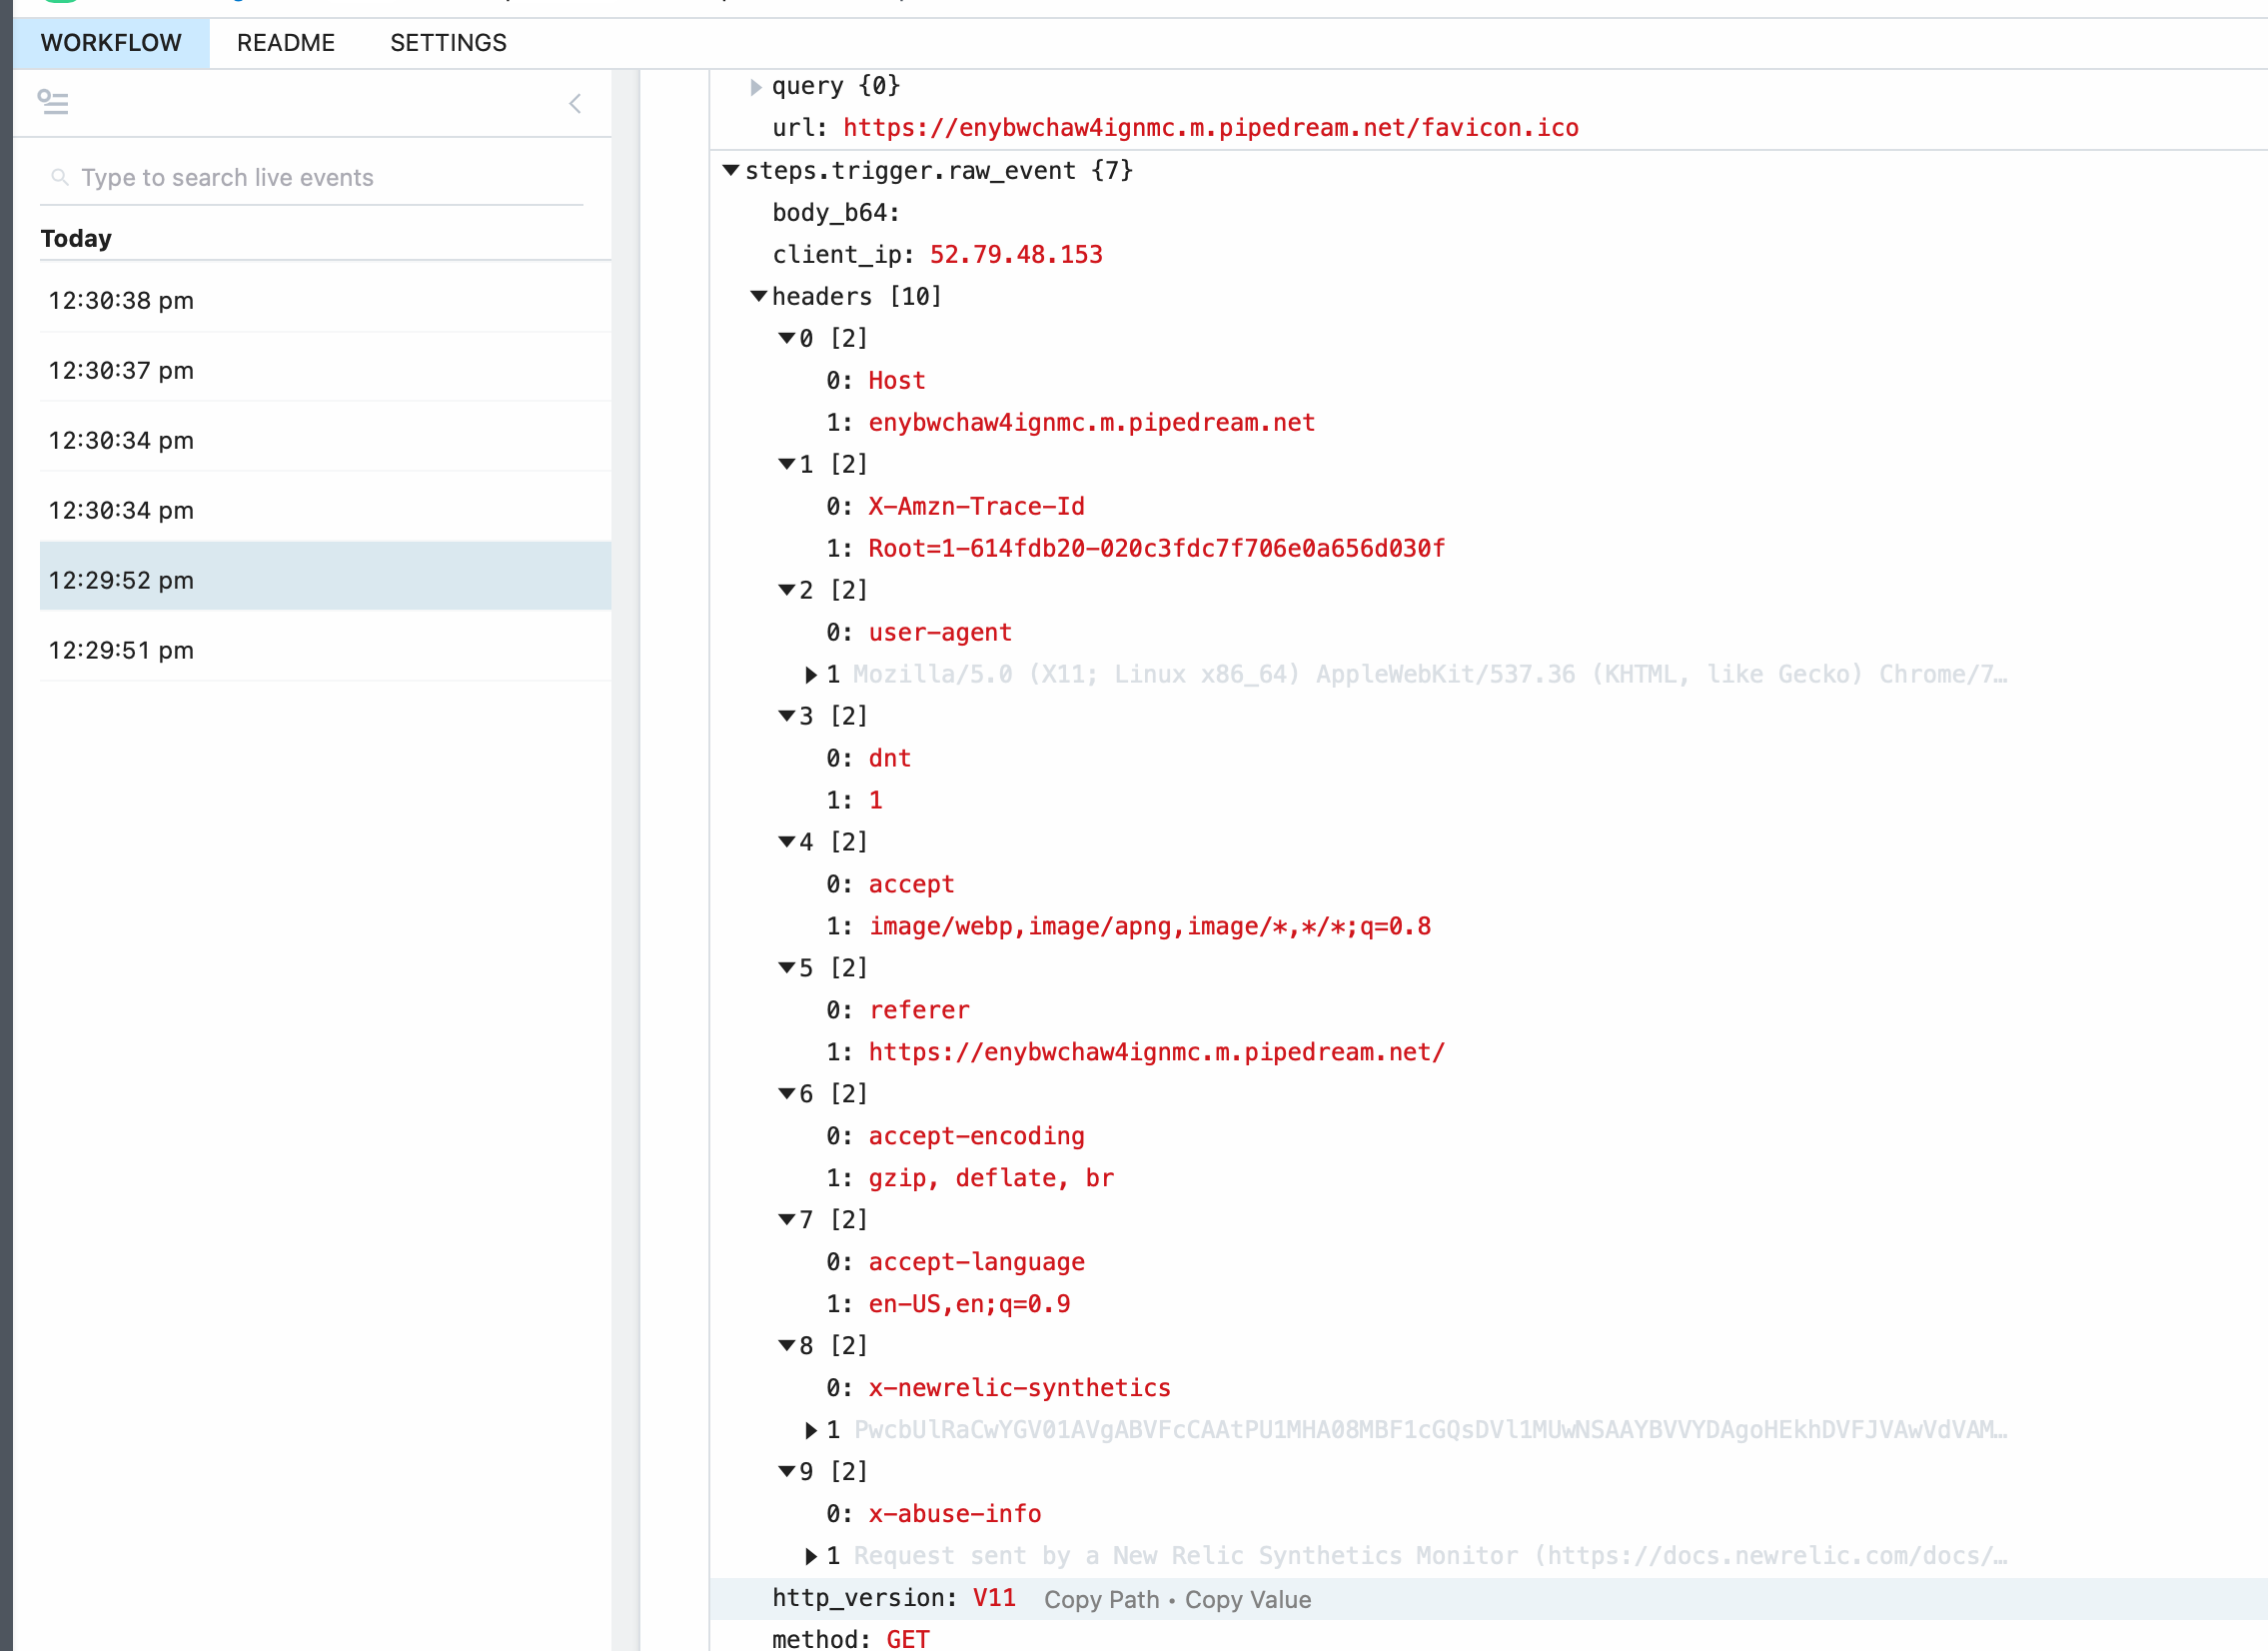 WORKFLOW README SETTINGS
Type to search live events
Today
12:30:38 pm
12:30:37 pm
12:30:34 pm
12:30:34 pm
12:29:52 pm
12:29:51 pm
query {0}
url: https://enybwchaw4ignmc.m.pipedream.net/favicon.ico
steps.trigger.raw_event {7}
body_b64:
client_ip: 52.79.48.153
headers [10]
0 [2]
0: Host
1: enybwchaw4ignmc.m.pipedream.net
1 [2]
0: X-Amzn-Trace-Id
1: Root=1-614fdb20-020c3fdc7f706e0a656d030f
2 [2]
0: user-agent
1 Mozilla/5.0 (X11; Linux x86_64) AppleWebKit/537.36 (KHTML, like Gecko) Chrome/7…
3 [2]
0: dnt
1: 1
4 [2]
0: accept
1: image/webp,image/apng,image/*,*/*;q=0.8
5 [2]
0: referer
1: https://enybwchaw4ignmc.m.pipedream.net/
6 [2]
0: accept-encoding
1: gzip, deflate, br
7 [2]
0: accept-language
1: en-US,en;q=0.9
8 [2]
0: x-newrelic-synthetics
1 PwcbUlRaCwYGV01AVgABVFcCAAtPU1MHA08MBF1cGQsDVl1MUwNSAAYBVVYDAgoHEkhDVFJVAwVdVAM…
9 [2]
0: x-abuse-info
1 Request sent by a New Relic Synthetics Monitor (https://docs.newrelic.com/docs/…
http_version: V11 Copy Path • Copy Value
method: GET